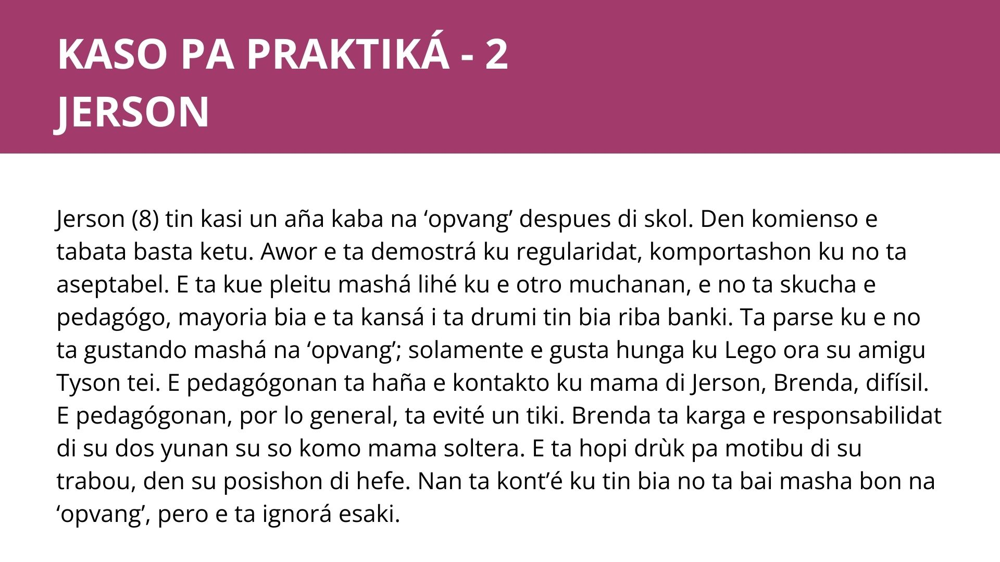 KASO PA PRAKTIKÁ - 2
JERSON
Jerson (8) tin kasi un aña kaba na ‘opvang’ despues di skol. Den komienso e
tabata basta ketu. Awor e ta demostrá ku regularidat, komportashon ku no ta
aseptabel. E ta kue pleitu mashá lihé ku e otro muchanan, e no ta skucha e
pedagógo, mayoria bia e ta kansá i ta drumi tin bia riba banki. Ta parse ku e no
ta gustando mashá na ‘opvang’; solamente e gusta hunga ku Lego ora su amigu
Tyson tei. E pedagógonan ta haña e kontakto ku mama di Jerson, Brenda, difísil.
E pedagógonan, por lo general, ta evité un tiki. Brenda ta karga e responsabilidat
di su dos yunan su so komo mama soltera. E ta hopi drùk pa motibu di su
trabou, den su posishon di hefe. Nan ta kont’é ku tin bia no ta bai masha bon na
‘opvang’, pero e ta ignorá esaki.